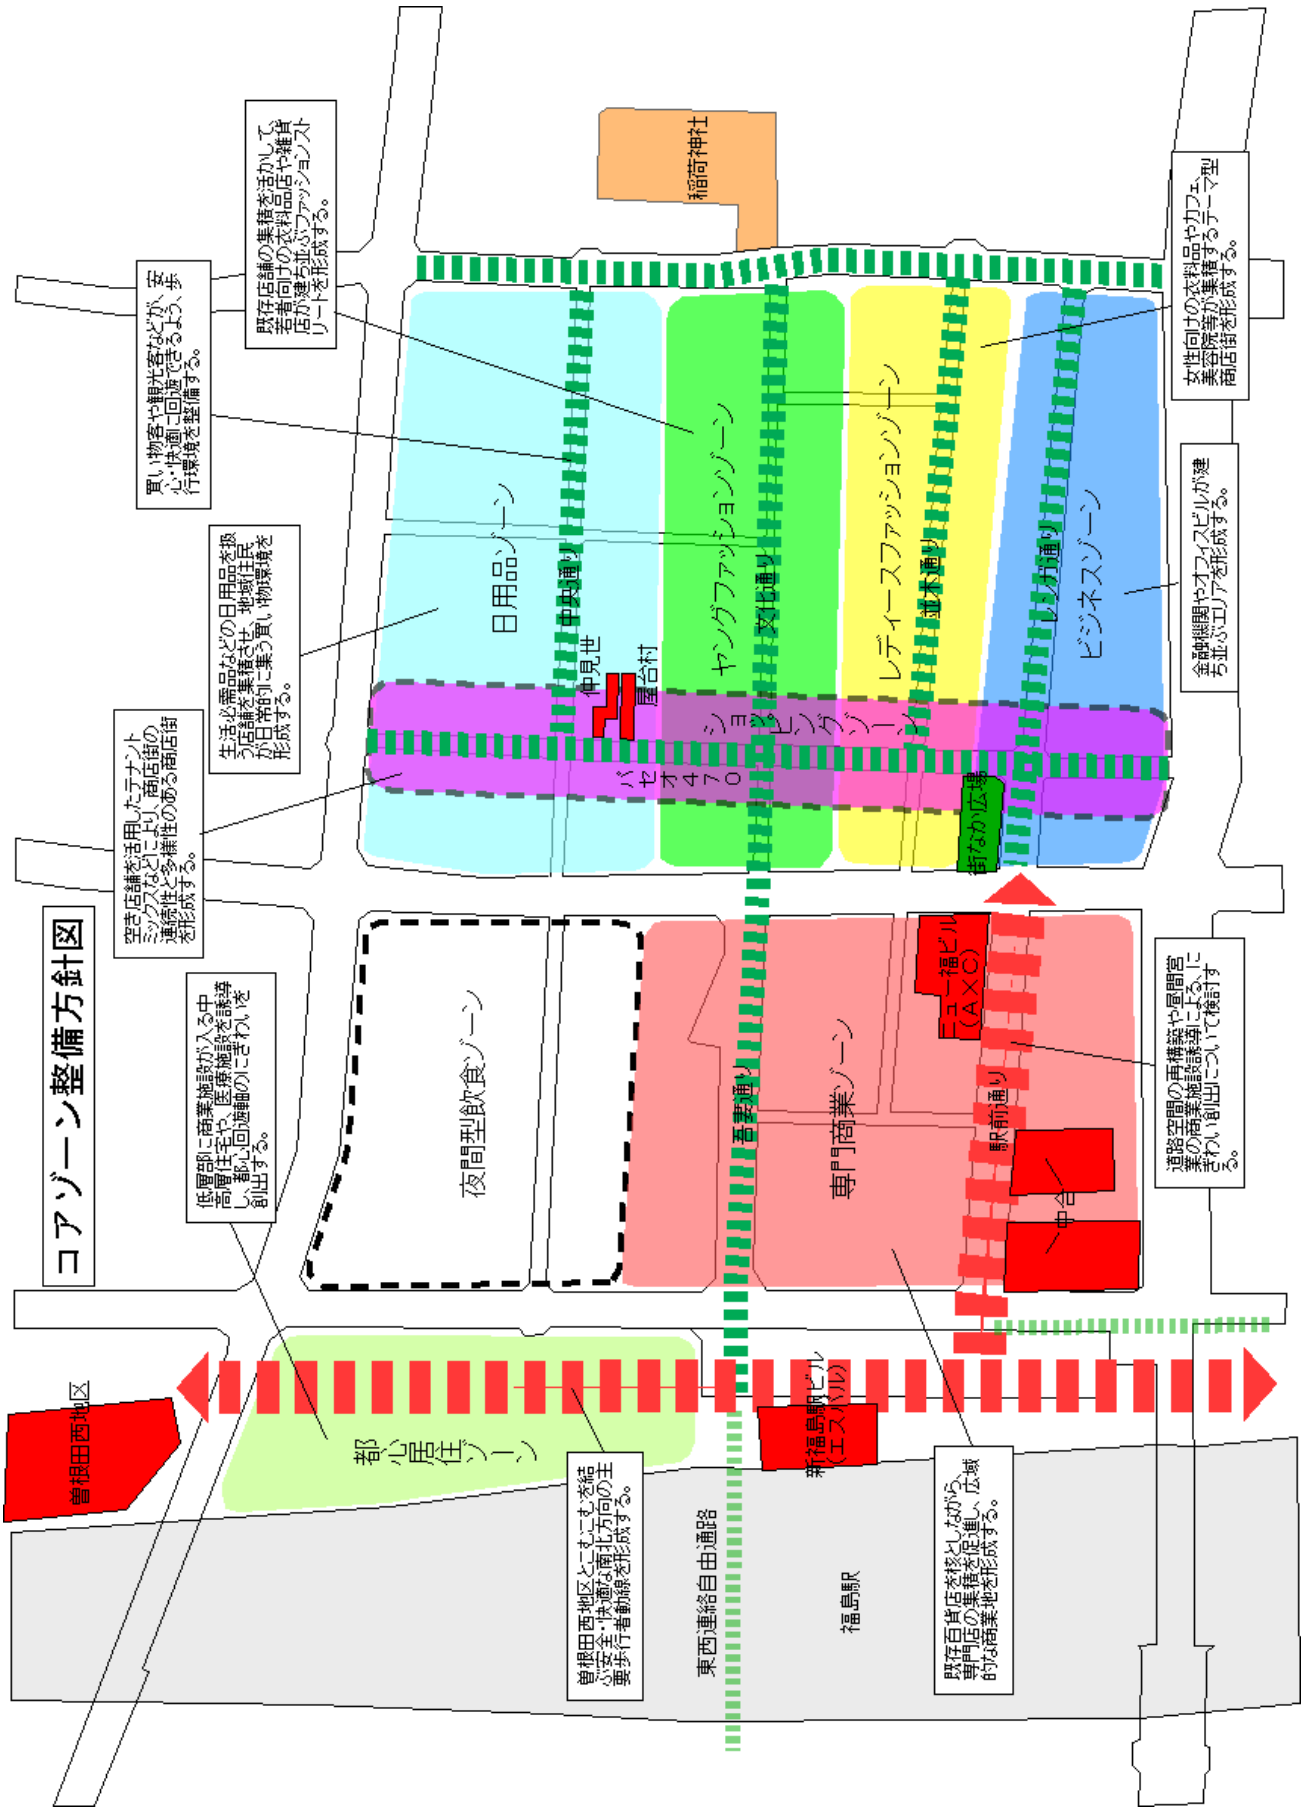 コアゾーン整備方針図
曽根田西地区
低層部に商業施設が入る中
高層住宅や、医療施設を誘導
し、都心回遊軸のにぎわいを
創出する。
空き店舗を活用したテナント
ミックスなどにより、商店街の
連続性と多様性のある商店街
を形成する。
生活必需品などの日用品を扱
う店舗を集積させ、地域住民
が日常的に集う買い物環境を
形成する。
買い物客や観光客などが、安
心・快適に回遊できるよう、歩
行環境を整備する。
既存店舗の集積を活かして、
若者向けの衣料品店や雑貨
店が建ち並ぶファッションスト
リートを形成する。
都心居住ゾーン
夜間型飲食ゾーン
日用品ゾーン
中央通り
仲見世
屋台村
稲荷神社
曽根田西地区とこむこむを結
ぶ安全・快適な南北方向の主
要歩行者動線を形成する。
パセオ470
ショッピングゾーン
ヤングファッションゾーン
東西連絡自由通路
吾妻通り
文化通り
福島駅
新福島駅ビル
(エスパル)
専門商業ゾーン
レディースファッションゾーン
並木通り
ニュー福ビル
(AXC)
街なか広場
駅前通り
レンガ通り
中合
ビジネスゾーン
既存百貨店を核としながら、
専門店の集積を促進し、広域
的な商業地を形成する。
道路空間の再構築や昼間営
業の商業施設誘導による、に
ぎわい創出について検討す
る。
金融機関やオフィスビルが建
ち並ぶエリアを形成する。
女性向けの衣料品やカフェ、
美容院等が集積するテーマ型
商店街を形成する。